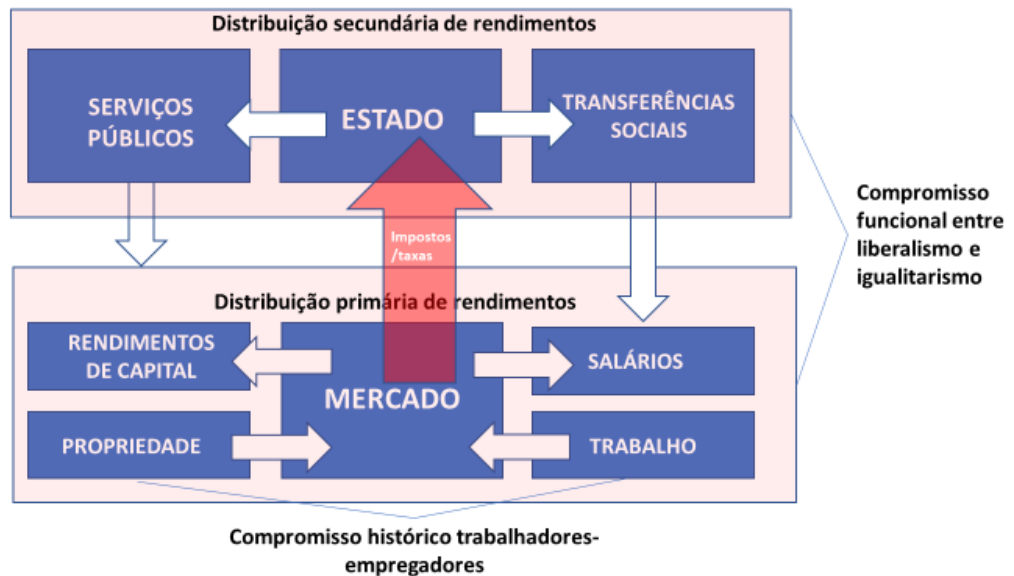 Distribuição secundária de rendimentos
SERVIÇOS
PÚBLICOS
ESTADO
TRANSFERÊNCIAS
SOCIAIS
Impostos
/taxas
Compromisso
funcional entre
liberalismo e
igualitarismo
Distribuição primária de rendimentos
RENDIMENTOS
DE CAPITAL
MERCADO
SALÁRIOS
PROPRIEDADE
TRABALHO
Compromisso histórico trabalhadores-
empregadores